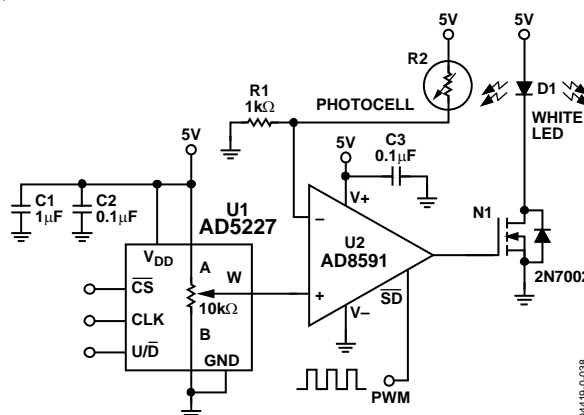 5V
5V
R2
R1
1kΩ
PHOTOCELL
D1
WHITE
LED
5V
5V
C3
0.1µF
C1
1µF
C2
0.1µF
U1
AD5227
V+
N1
VDD
A
W
–
U2
AD8591
CS
10kΩ
+
SD
2N7002
CLK
B
V–
U/D
GND
PWM